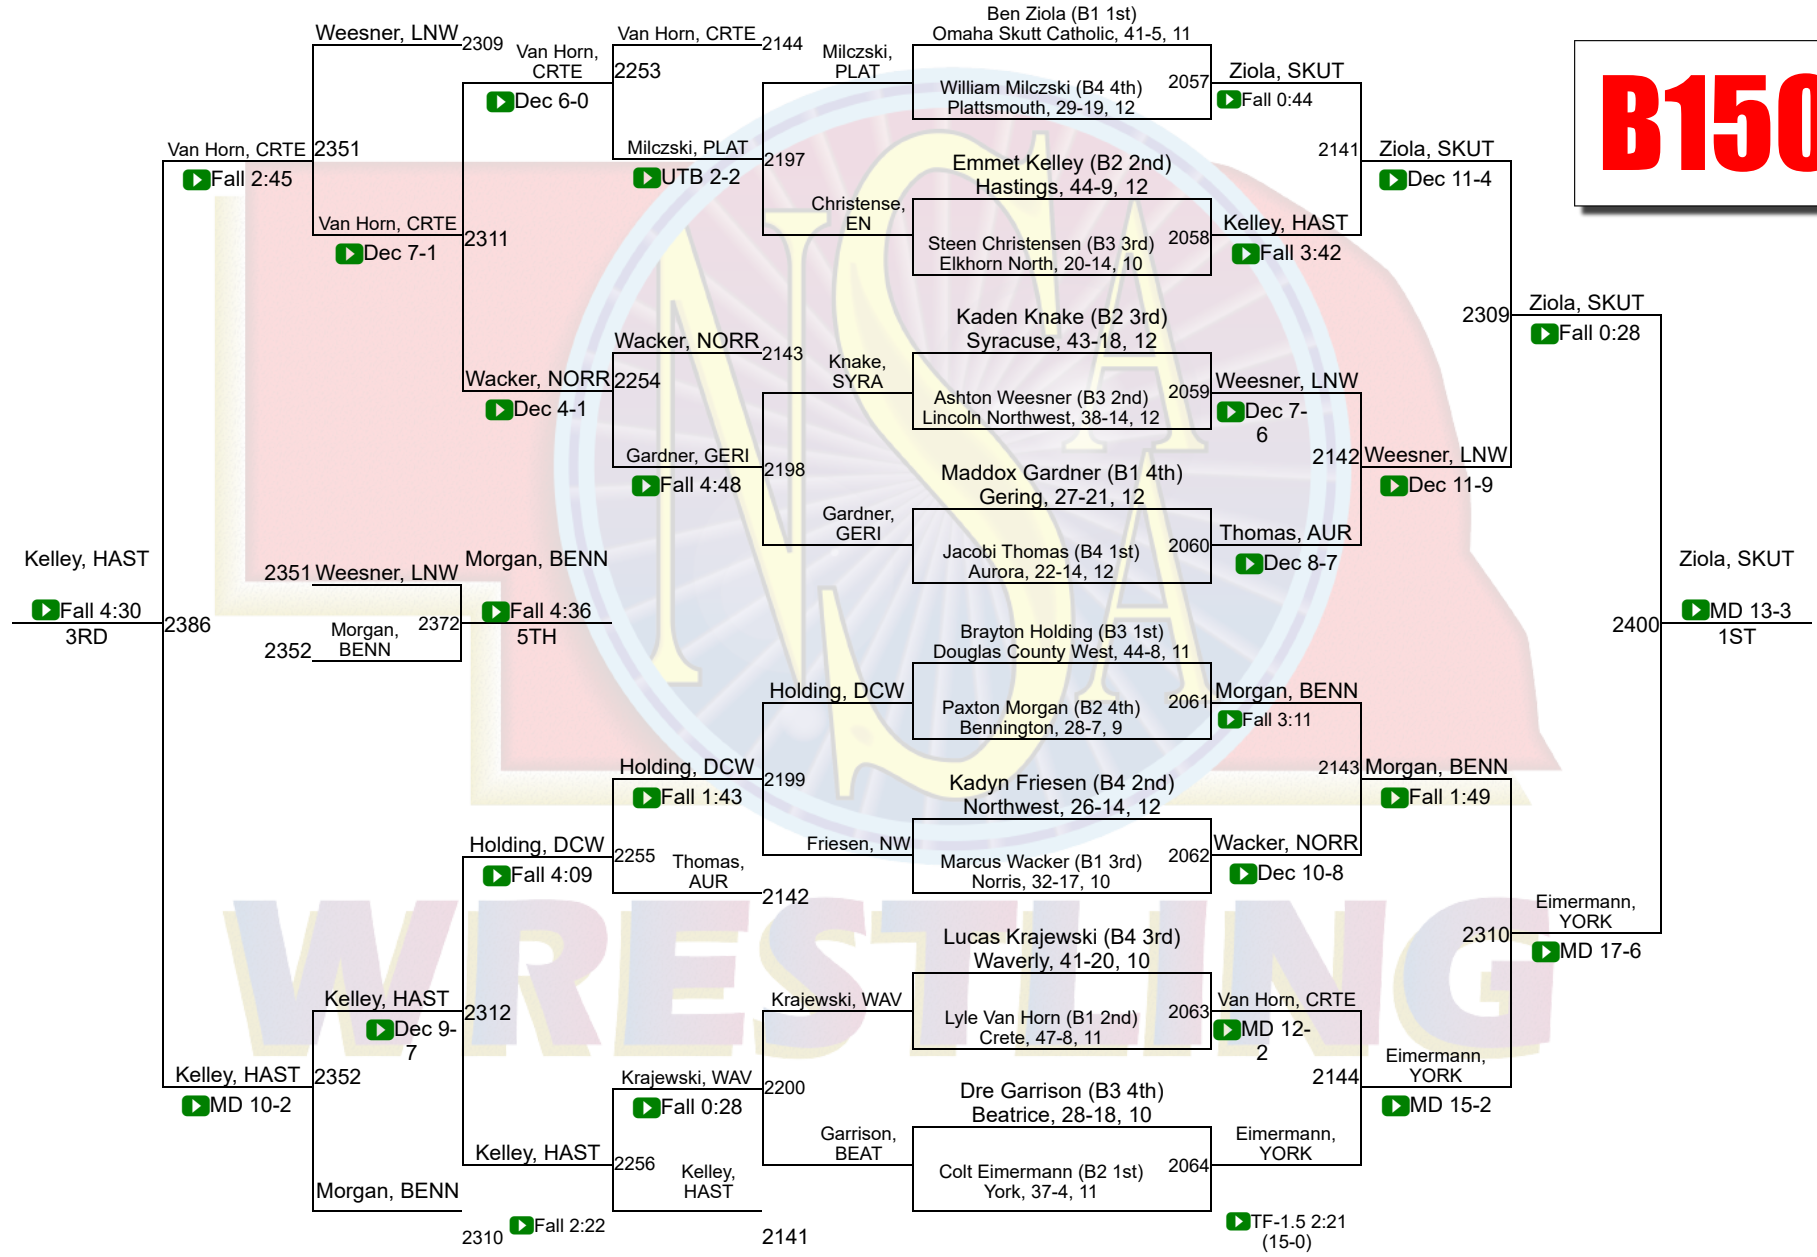 Ben Ziola (B1 1st)
Omaha Skutt Catholic, 41-5, 11
William Milczski (B4 4th)
Plattsmouth, 29-19, 12
2057
Emmet Kelley (B2 2nd)
Hastings, 44-9, 12
Steen Christensen (B3 3rd)
Elkhorn North, 20-14, 10
2058
Kaden Knake (B2 3rd)
Syracuse, 43-18, 12
Ashton Weesner (B3 2nd)
Lincoln Northwest, 38-14, 12
2059
Maddox Gardner (B1 4th)
Gering, 27-21, 12
Jacobi Thomas (B4 1st)
Aurora, 22-14, 12
2060
Brayton Holding (B3 1st)
Douglas County West, 44-8, 11
Paxton Morgan (B2 4th)
Bennington, 28-7, 9
2061
Kadyn Friesen (B4 2nd)
Northwest, 26-14, 12
Marcus Wacker (B1 3rd)
Norris, 32-17, 10
2062
Lucas Krajewski (B4 3rd)
Waverly, 41-20, 10
Lyle Van Horn (B1 2nd)
Crete, 47-8, 11
2063
Dre Garrison (B3 4th)
Beatrice, 28-18, 10
Colt Eimermann (B2 1st)
York, 37-4, 11
2064
Ziola, SKUT
Fall 0:44
2141
Kelley, HAST
Fall 3:42
Weesner, LNW
Dec 7-
6
2142
Thomas, AUR
Dec 8-7
Morgan, BENN
Fall 3:11
2143
Wacker, NORR
Dec 10-8
Van Horn, CRTE
MD 12-
2
2144
Eimermann,
YORK
TF-1.5 2:21
(15-0)
Ziola, SKUT
Dec 11-4
2309
Weesner, LNW
Dec 11-9
Morgan, BENN
Fall 1:49
2310
Eimermann,
YORK
MD 15-2
Ziola, SKUT
Fall 0:28
2400
Eimermann,
YORK
MD 17-6
Ziola, SKUT
MD 13-3
1ST
B150
Milczski,
PLAT
2197
Christense,
EN
Knake,
SYRA
2198
Gardner,
GERI
Holding, DCW
2199
Friesen, NW
Krajewski, WAV
2200
Garrison,
BEAT
Van Horn, CRTE
2144
2253
Milczski, PLAT
UTB 2-2
Wacker, NORR
2143
2254
Gardner, GERI
Fall 4:48
Holding, DCW
Fall 1:43
2255
Thomas,
AUR
2142
Krajewski, WAV
Fall 0:28
2256
Kelley,
HAST
2141
Van Horn,
CRTE
Dec 6-0
2311
Wacker, NORR
Dec 4-1
Holding, DCW
Fall 4:09
2312
Kelley, HAST
Fall 2:22
Weesner, LNW
2309
2351
Van Horn, CRTE
Dec 7-1
Kelley, HAST
Dec 9-
7
2352
Morgan, BENN
2310
Van Horn, CRTE
Fall 2:45
2386
Kelley, HAST
MD 10-2
Kelley, HAST
Fall 4:30
3RD
2351
Weesner, LNW
2372
2352
Morgan,
BENN
Morgan, BENN
Fall 4:36
5TH
NSAA
WRESTLING